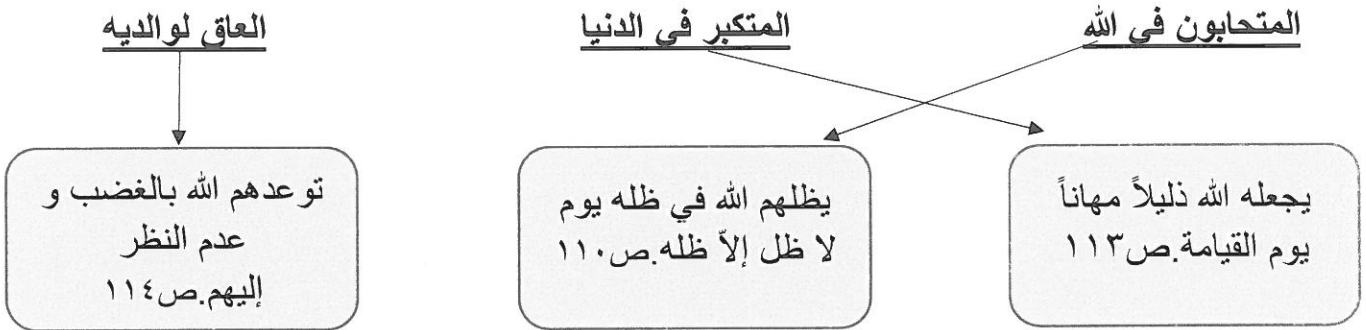 المتحابون في الله
المتكبر في الدنيا
العاق لوالديه
يجعله الله ذليلاً مهاناً
يوم القيامة.ص١١٣
يظلهم الله في ظله يوم
لا ظل إلاّ ظله.ص١١٠
توعدهم الله بالغضب و
عدم النظر
إليهم.ص١١٤